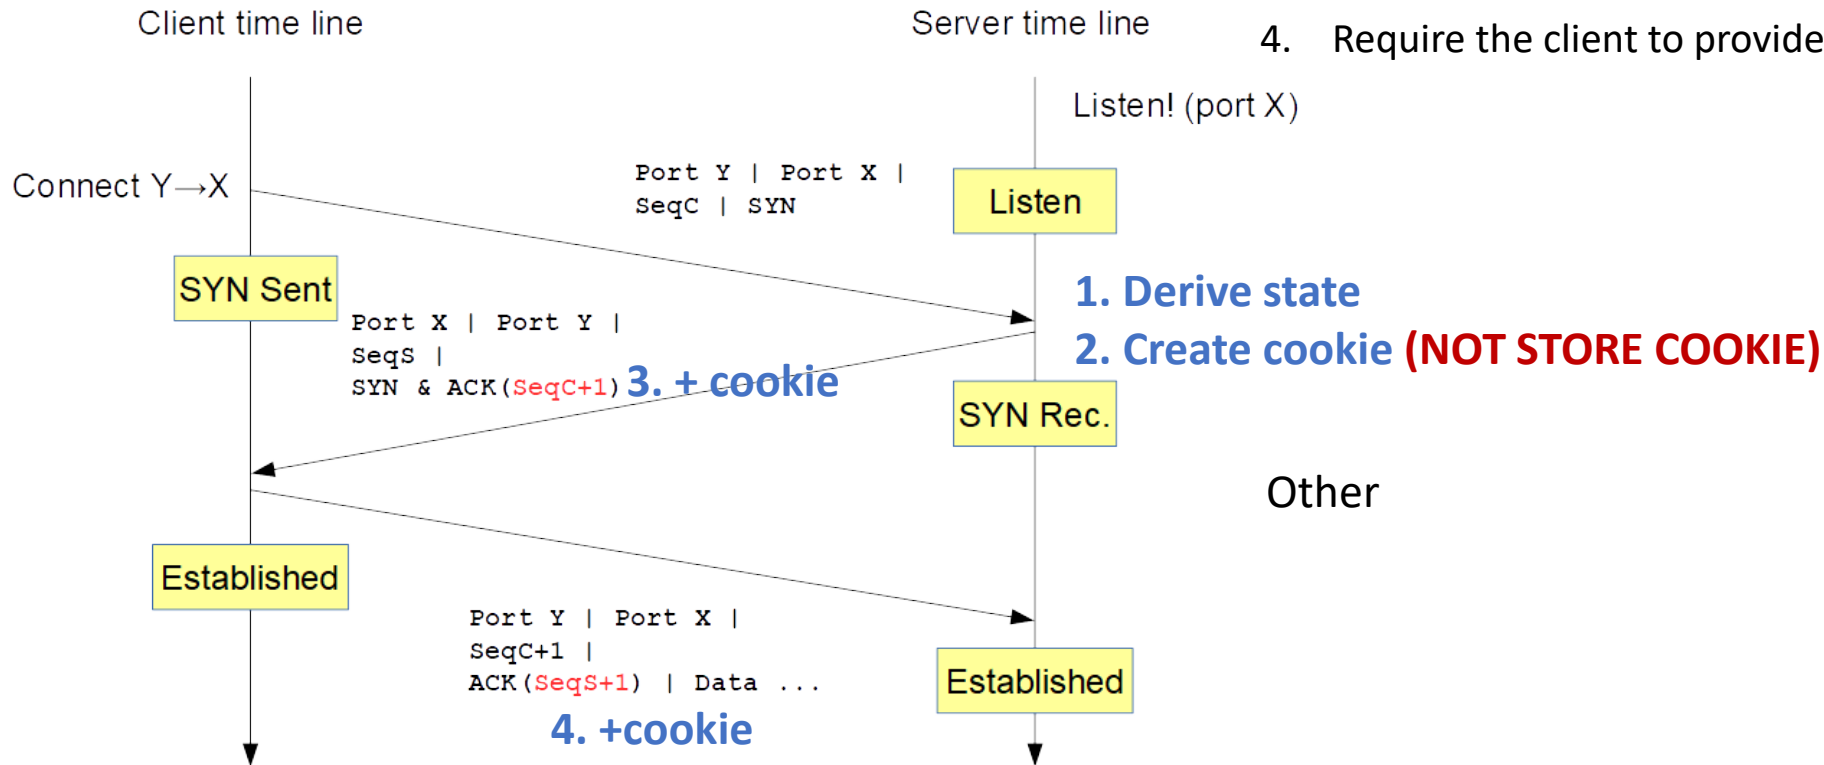 Client time line
Server time line
4. Require the client to provide
Listen! (port X)
Connect Y→X
Port Y | Port X |
SeqC | SYN
Listen
SYN Sent
1. Derive state
2. Create cookie (NOT STORE COOKIE)
Port X | Port Y |
SeqS |
SYN & ACK(SeqC+1) 3. + cookie
SYN Rec.
Other
Established
Port Y | Port X |
SeqC+1 |
ACK(SeqS+1) | Data ...
Established
4. +cookie